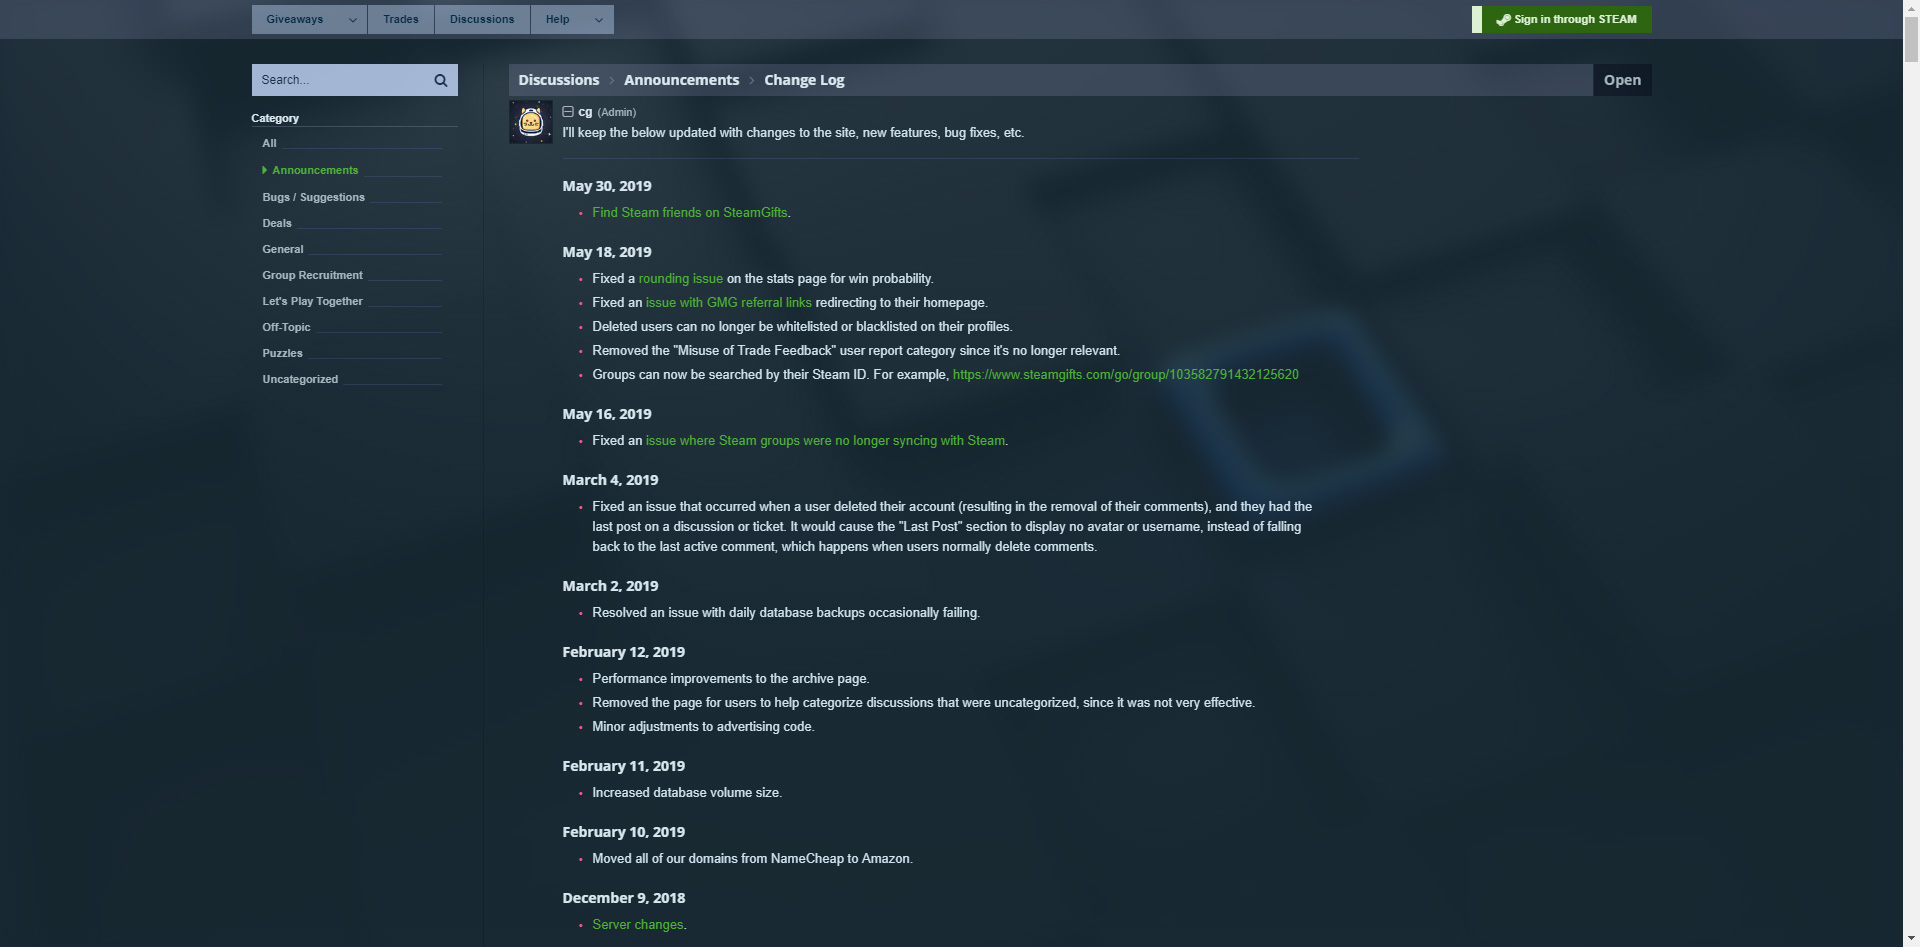 Giveaways
Trades
Discussions
Help
Sign in through STEAM
Search...
Category
All
Announcements
Bugs / Suggestions
Deals
General
Group Recruitment
Let's Play Together
Off-Topic
Puzzles
Uncategorized
Discussions › Announcements › Change Log
Open
cg (Admin)
I'll keep the below updated with changes to the site, new features, bug fixes, etc.
May 30, 2019
• Find Steam friends on SteamGifts.
May 18, 2019
• Fixed a rounding issue on the stats page for win probability.
• Fixed an issue with GMG referral links redirecting to their homepage.
• Deleted users can no longer be whitelisted or blacklisted on their profiles.
• Removed the "Misuse of Trade Feedback" user report category since it's no longer relevant.
• Groups can now be searched by their Steam ID. For example, https://www.steamgifts.com/go/group/103582791432125620
May 16, 2019
• Fixed an issue where Steam groups were no longer syncing with Steam.
March 4, 2019
• Fixed an issue that occurred when a user deleted their account (resulting in the removal of their comments), and they had the
last post on a discussion or ticket. It would cause the "Last Post" section to display no avatar or username, instead of falling
back to the last active comment, which happens when users normally delete comments.
March 2, 2019
• Resolved an issue with daily database backups occasionally failing.
February 12, 2019
• Performance improvements to the archive page.
• Removed the page for users to help categorize discussions that were uncategorized, since it was not very effective.
• Minor adjustments to advertising code.
February 11, 2019
• Increased database volume size.
February 10, 2019
• Moved all of our domains from NameCheap to Amazon.
December 9, 2018
• Server changes.